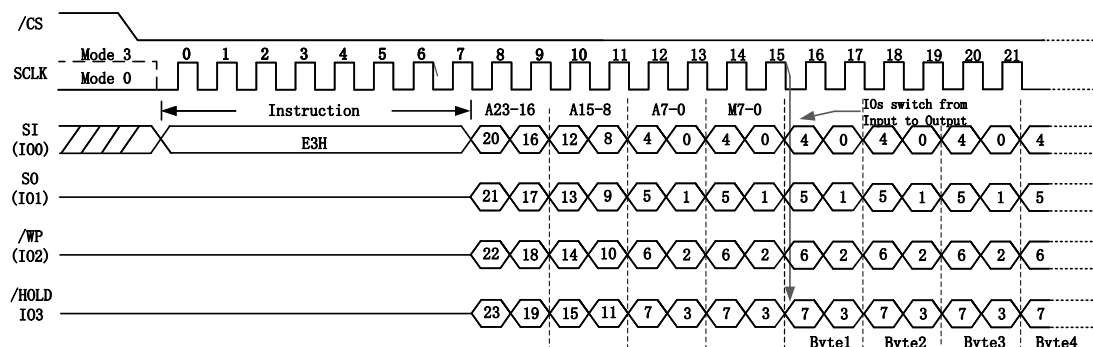 /CS
Mode 3 0 1 2 3 4 5 6 7 8 9 10 11 12 13 14 15 16 17 18 19 20 21
SCLK
Mode 0
Instruction A23-16 A15-8 A7-0 M7-0
IOs switch from
Input to Output
SI
(IO0)
E3H 20 16 12 8 4 0 4 0 4 0 4 0 4 0 4
SO
(IO1)
21 17 13 9 5 1 5 1 5 1 5 1 5 1 5
/WP
(IO2)
22 18 14 10 6 2 6 2 6 2 6 2 6 2 6
/HOLD
IO3
23 19 15 11 7 3 7 3 7 3 7 3 7 3 7
Byte1 Byte2 Byte3 Byte4